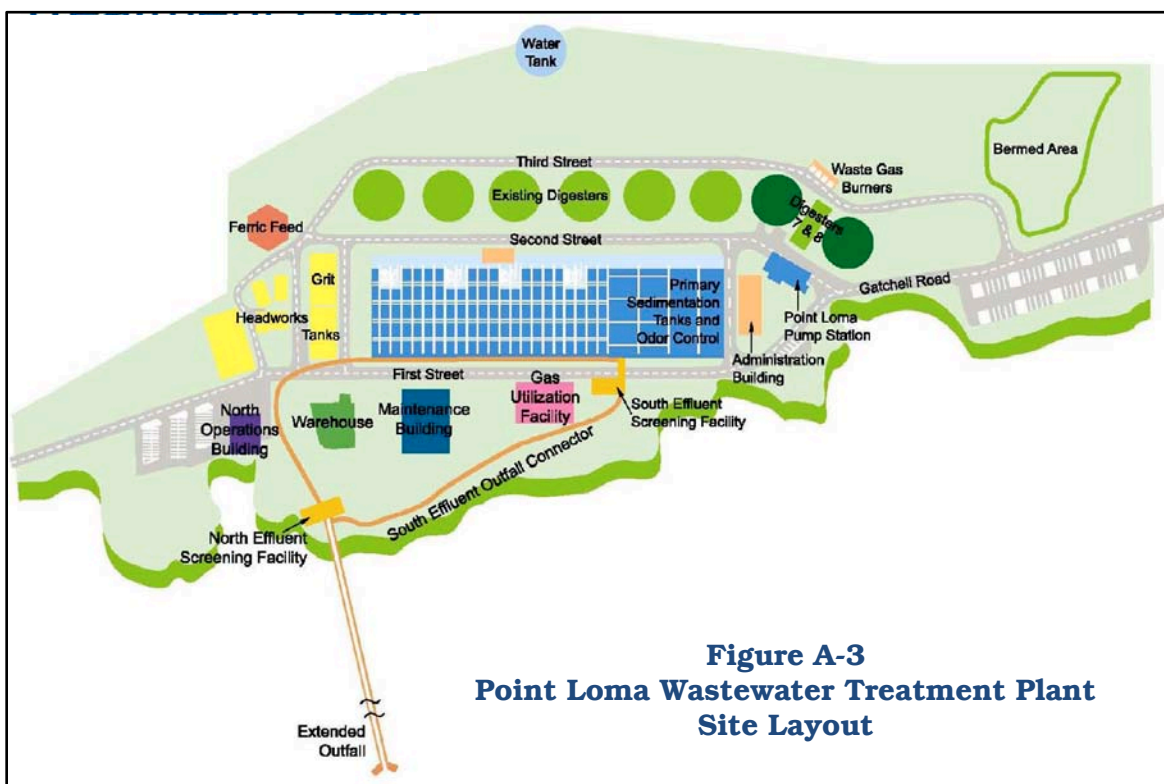 Water
Tank
Third Street
Waste Gas
Burners
Bermed Area
Existing Digesters
Digesters
7 & 8
Ferric Feed
Second Street
Grit
Headworks
Tanks
Primary
Sedimentation
Tanks and
Odor Control
Gatchell Road
Point Loma
Pump Station
Administration
Building
First Street
Gas
Utilization
Facility
North
Operations
Building
Warehouse
Maintenance
Building
South Effluent
Screening Facility
South Effluent Outfall Connector
North Effluent
Screening Facility
Extended
Outfall
Figure A-3
Point Loma Wastewater Treatment Plant
Site Layout